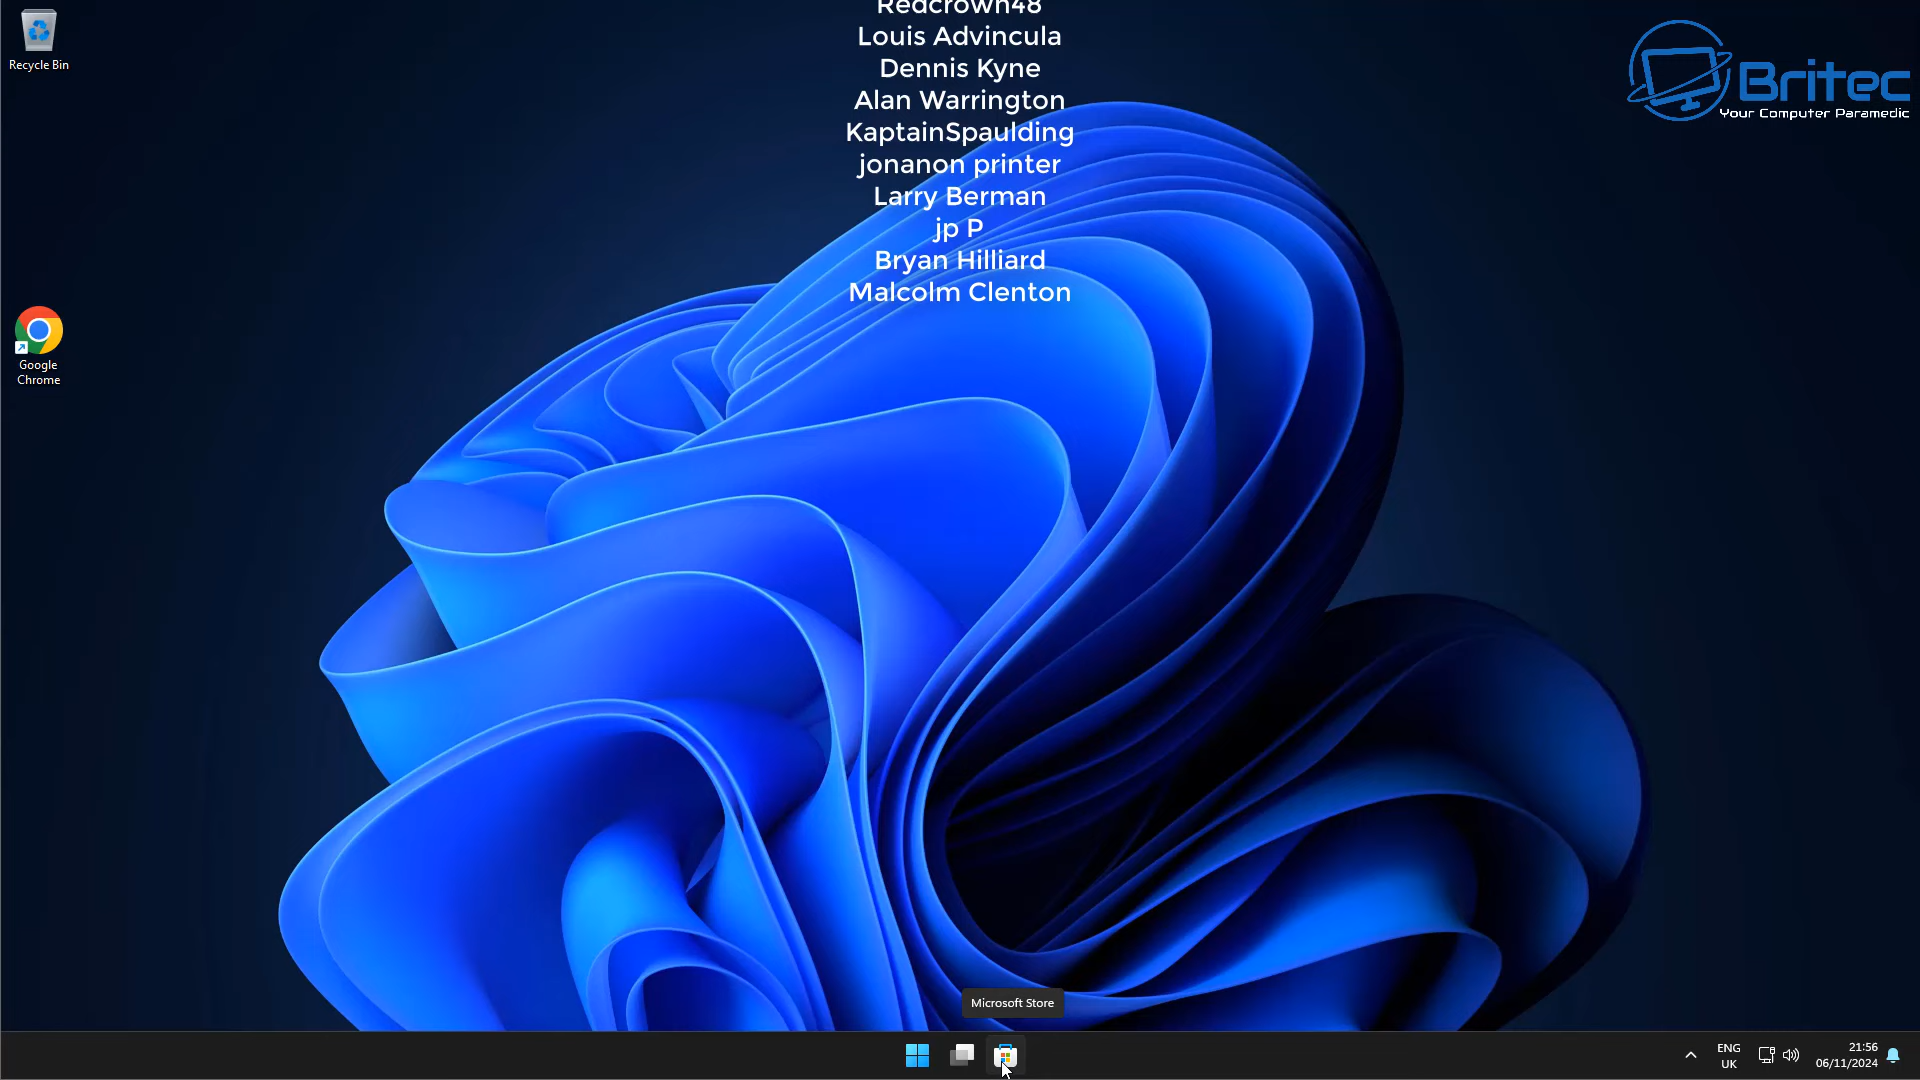 Redcrown48
Louis Advincula
Dennis Kyne
Alan Warrington
KaptainSpaulding
jonanon printer
Larry Berman
jp P
Bryan Hilliard
Malcolm Clenton
Britec
Your Computer Paramedic
Recycle Bin
Google
Chrome
Microsoft Store
ENG
UK
21:56
06/11/2024